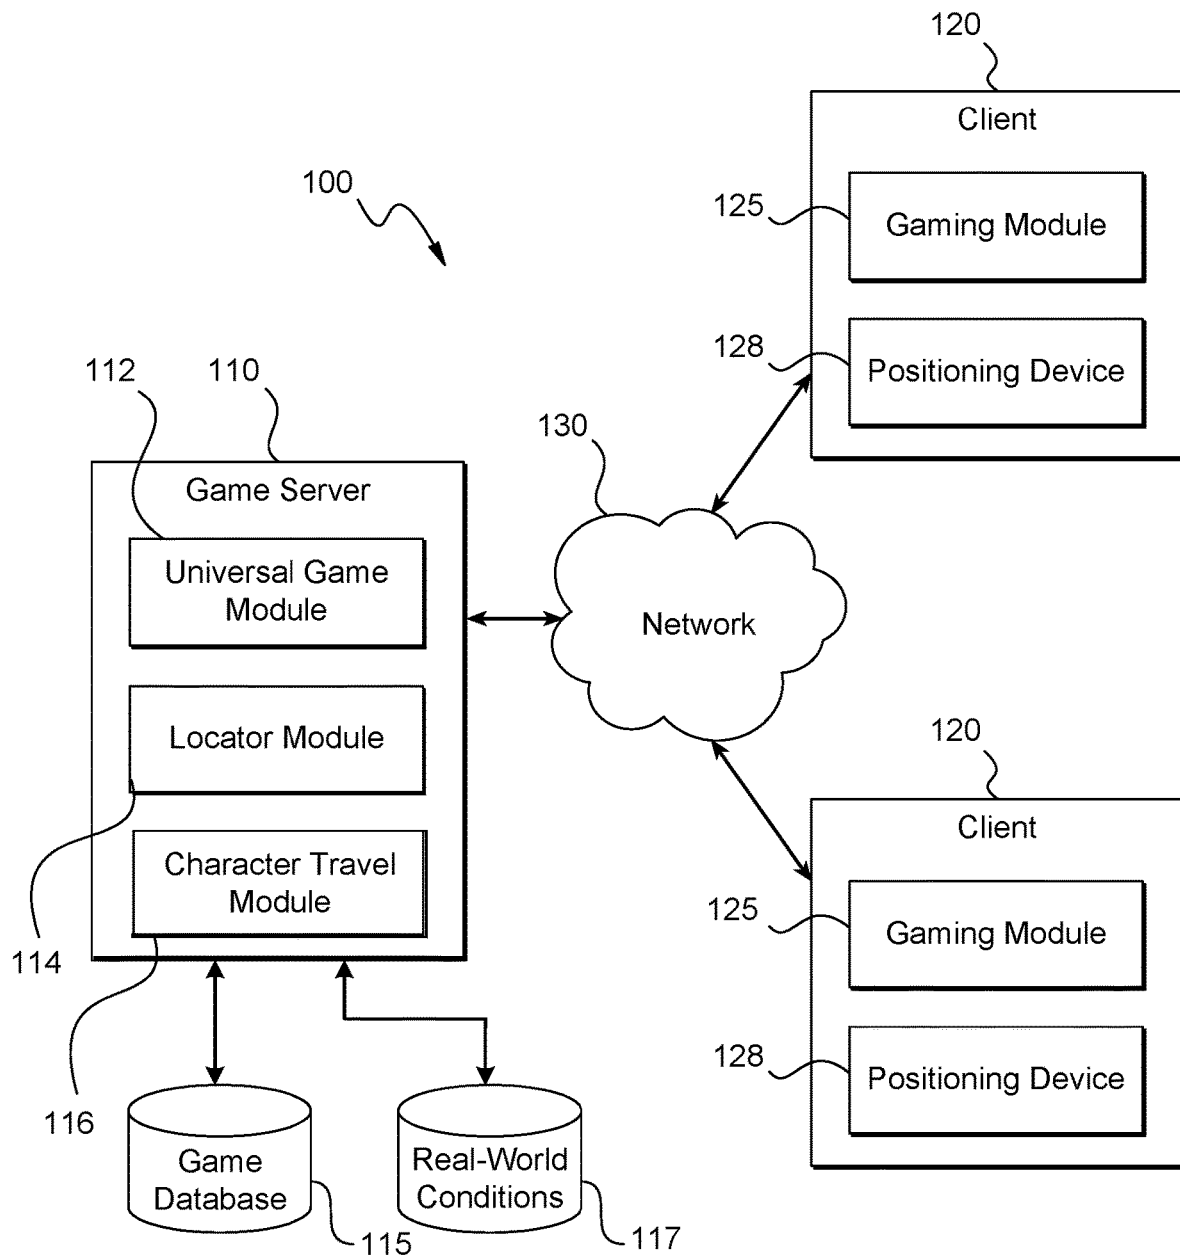 120
Client
100
125
Gaming Module
128
Positioning Device
112
110
130
Game Server
Universal Game
Module
Network
Locator Module
120
Client
Character Travel
Module
125
Gaming Module
114
128
Positioning Device
116
Game
Database
Real-World
Conditions
115
117